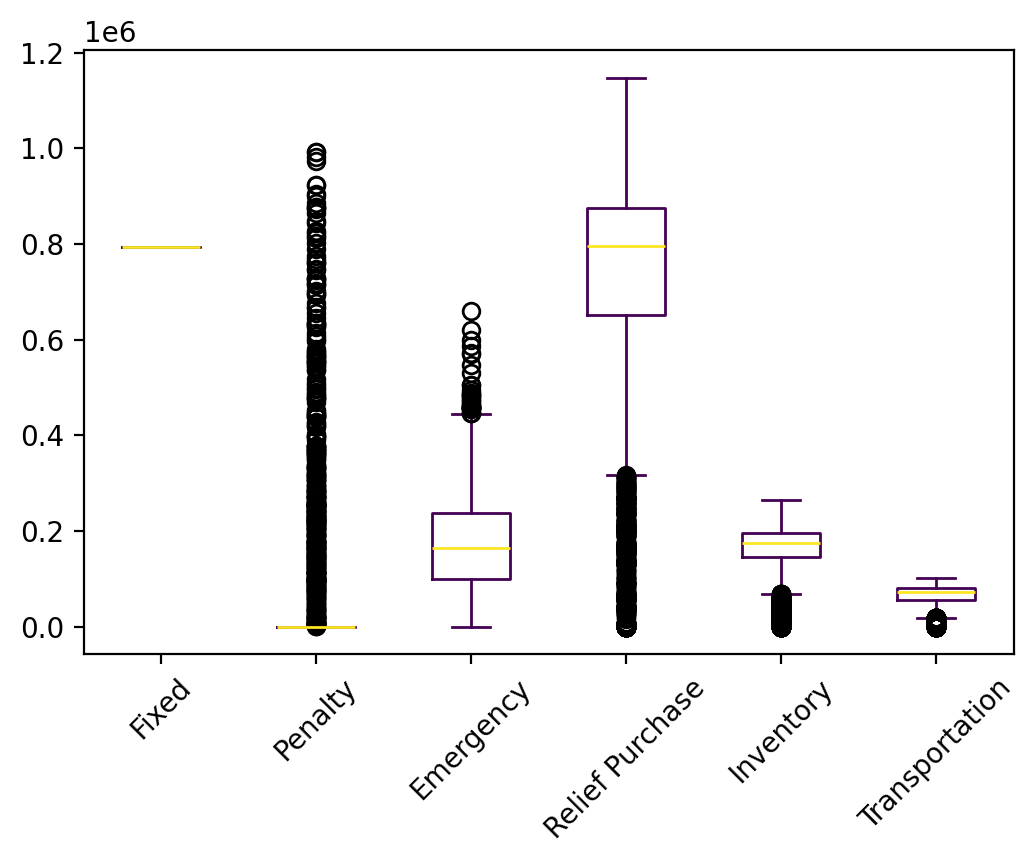 1e6
1.2
1.0
0.8
0.6
0.4
0.2
0.0
Fixed
Penalty
Emergency
Relief Purchase
Inventory
Transportation